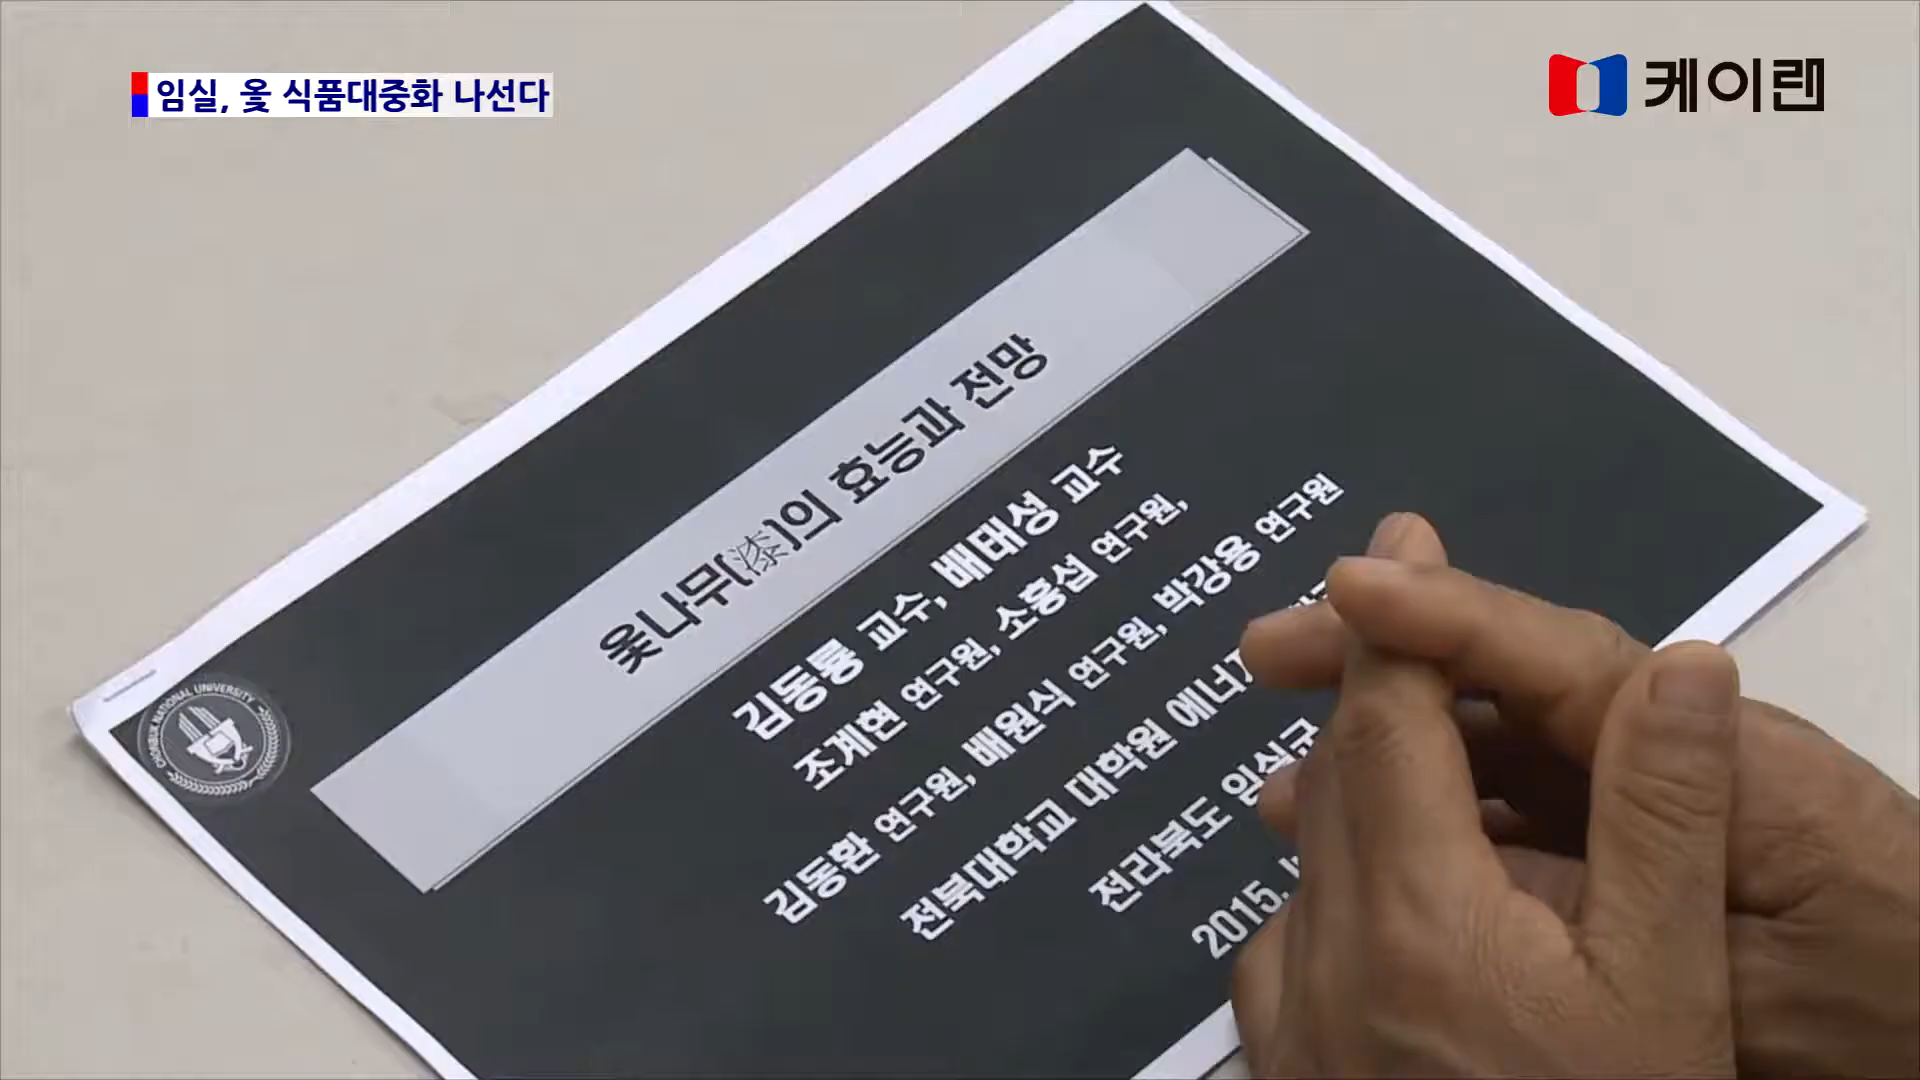 임실, 옻 식품대중화 나선다
케이렌
옻나무(漆)의 효능과 전망
김동룡 교수, 배태성 교수
조계현 연구원, 소홍섭 연구원,
김동환 연구원, 배원식 연구원, 박강용 연구원
전북대학교 대학원 에너지
전라북도 임실군
2015.
CHONBUK NATIONAL UNIVERSITY